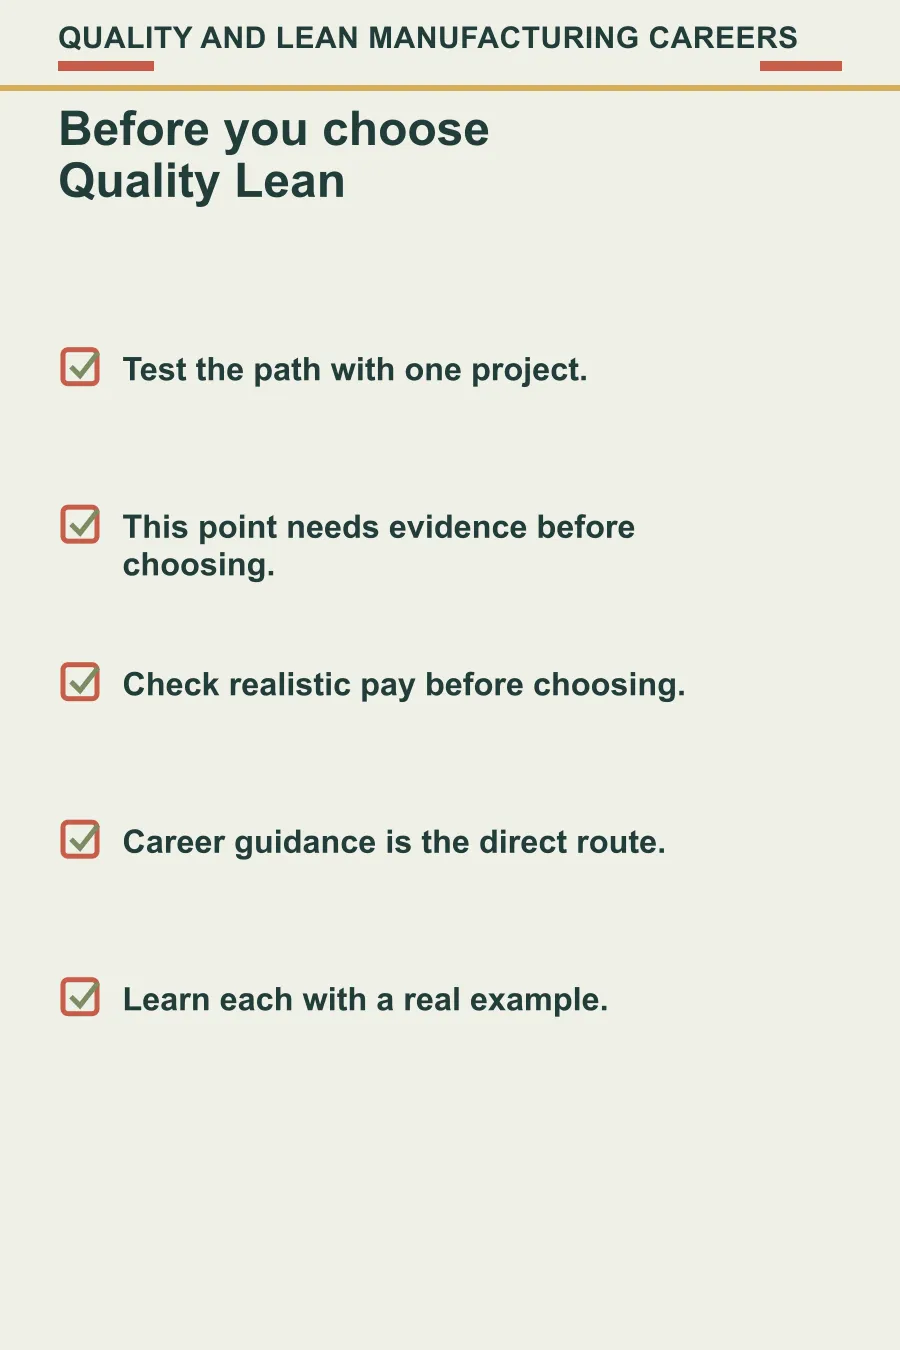 QUALITY AND LEAN MANUFACTURING CAREERS
Before you choose
Quality Lean
Test the path with one project.
This point needs evidence before
choosing.
Check realistic pay before choosing.
Career guidance is the direct route.
Learn each with a real example.